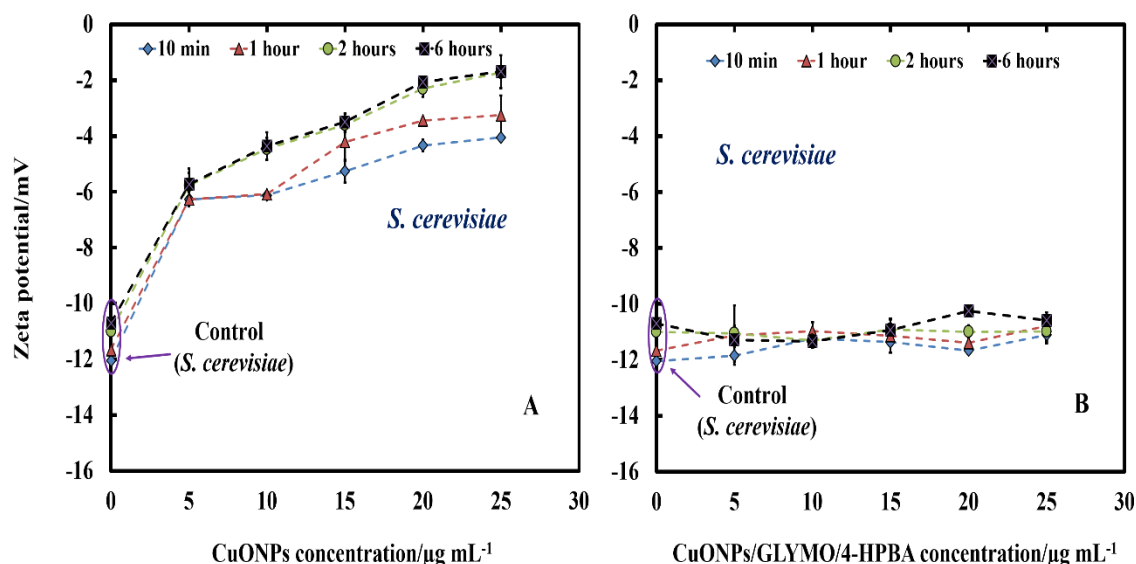 Zeta potential/mV
0
-2
-4
-6
-8
-10
-12
-14
-16
10 min 1 hour 2 hours 6 hours
S. cerevisiae
Control
(S. cerevisiae)
A
0 5 10 15 20 25 30
CuONPs concentration/µg mL⁻¹
0
-2
-4
-6
-8
-10
-12
-14
-16
10 min 1 hour 2 hours 6 hours
S. cerevisiae
Control
(S. cerevisiae)
B
0 5 10 15 20 25 30
CuONPs/GLYMO/4-HPBA concentration/µg mL⁻¹